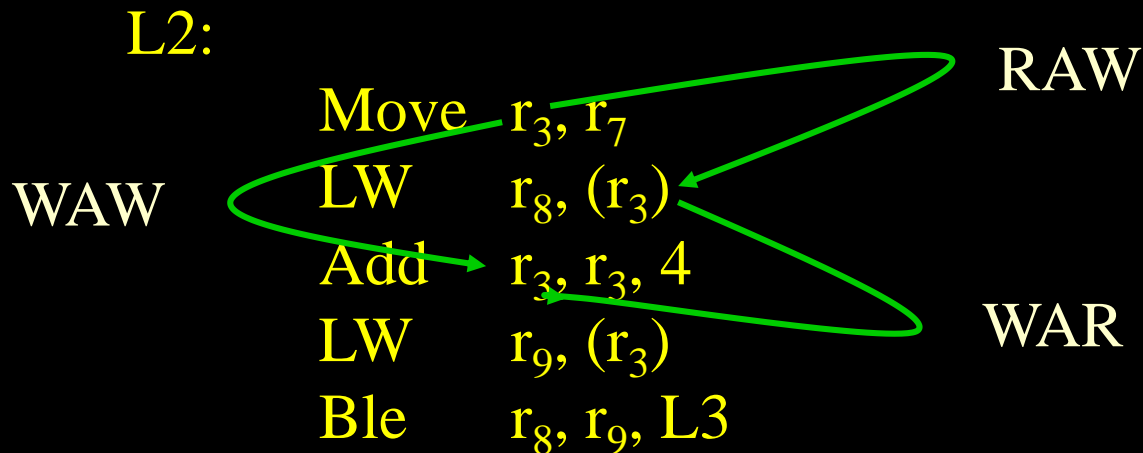 L2:
RAW
Move r₃, r₇
LW r₈, (r₃)
WAW
Add r₃, r₃, 4
WAR
LW r₉, (r₃)
Ble r₈, r₉, L3